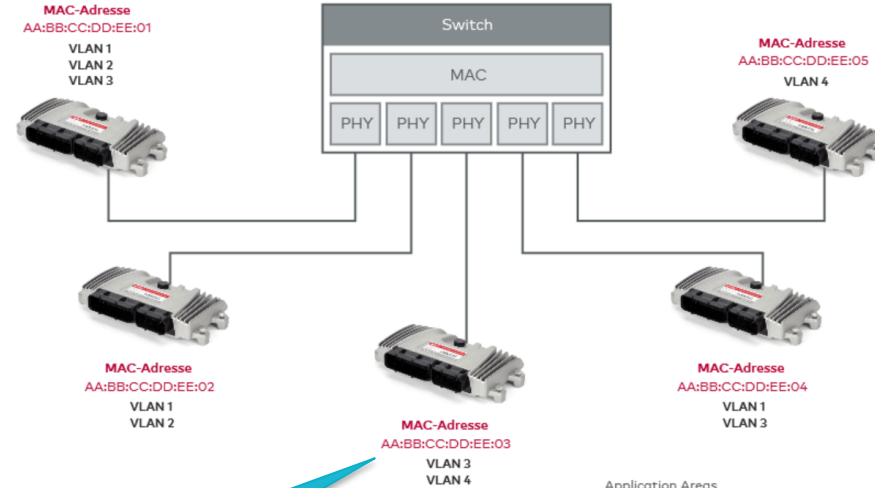 MAC-Adresse
AA:BB:CC:DD:EE:01
VLAN 1
VLAN 2
VLAN 3
Switch
MAC
PHY
PHY
PHY
PHY
PHY
MAC-Adresse
AA:BB:CC:DD:EE:05
VLAN 4
MAC-Adresse
AA:BB:CC:DD:EE:02
VLAN 1
VLAN 2
MAC-Adresse
AA:BB:CC:DD:EE:03
VLAN 3
VLAN 4
MAC-Adresse
AA:BB:CC:DD:EE:04
VLAN 1
VLAN 3
Application Areas